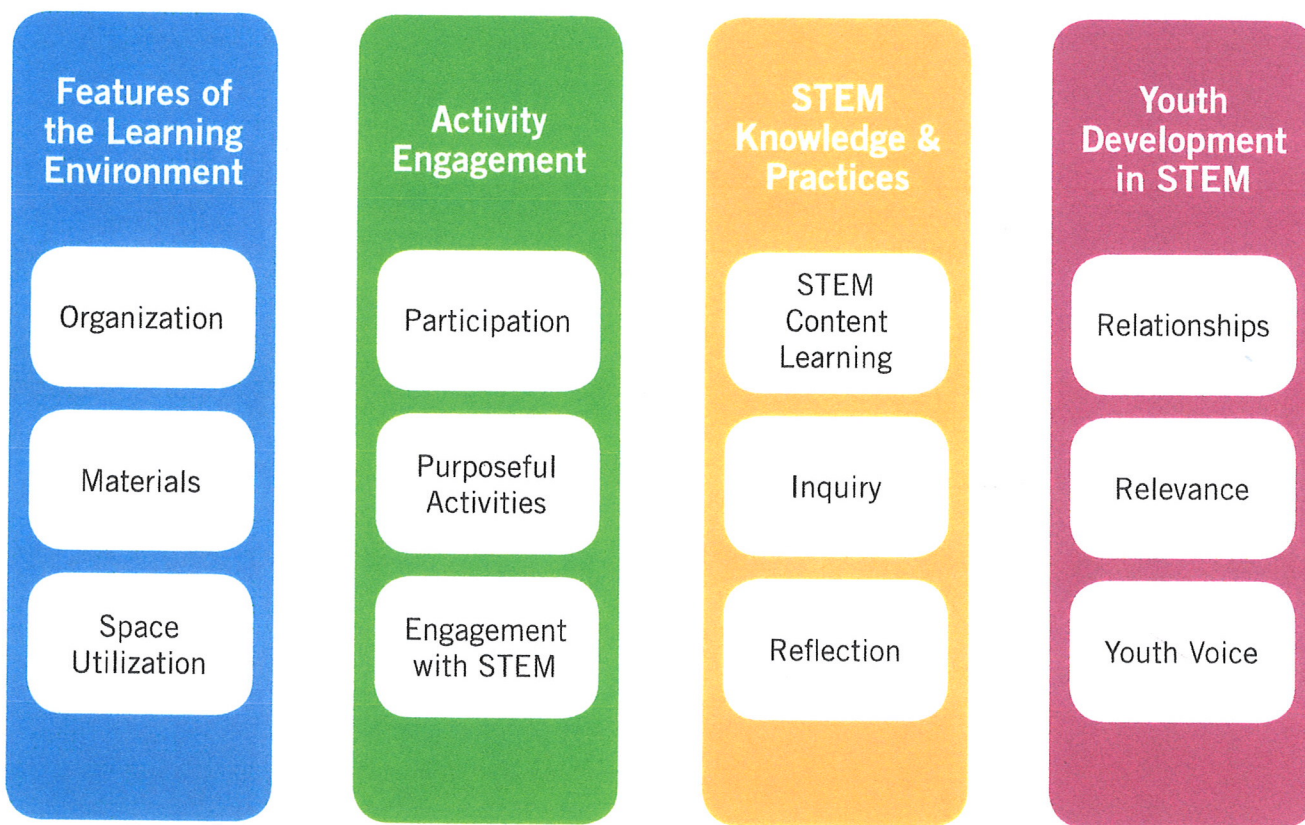 Features of
the Learning
Environment
Organization
Materials
Space
Utilization
Activity
Engagement
Participation
Purposeful
Activities
Engagement
with STEM
STEM
Knowledge &
Practices
STEM
Content
Learning
Inquiry
Reflection
Youth
Development
in STEM
Relationships
Relevance
Youth Voice